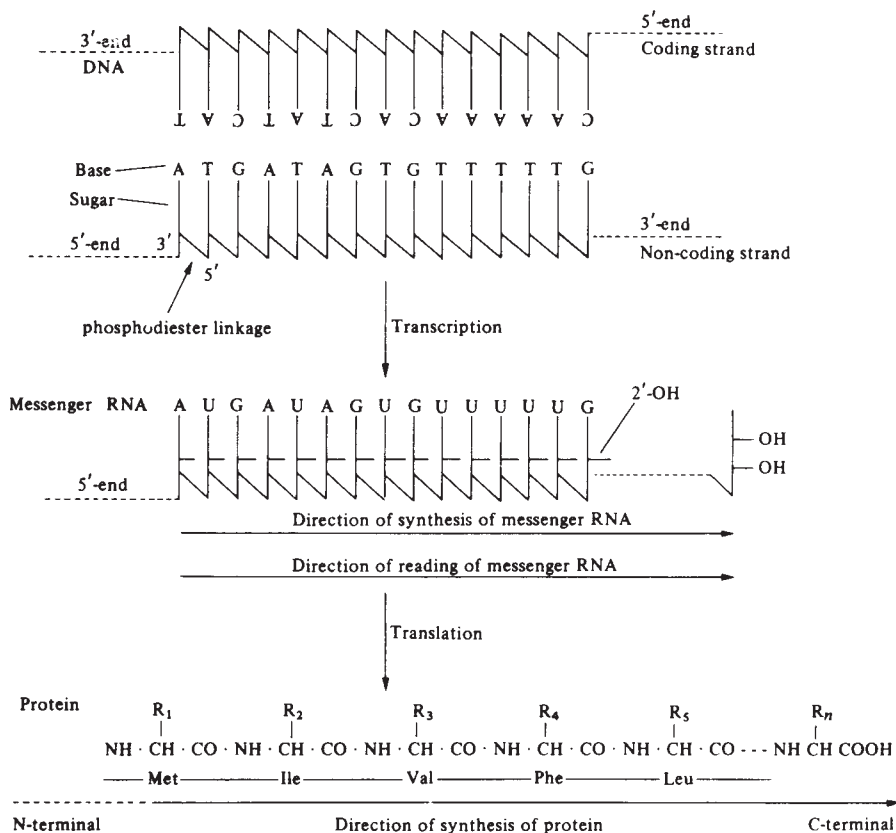 5′-end
3′-end
Coding strand
DNA
T A C T A T C A C A A A A A C
Base A T G A T A G T G T T T T T G
Sugar
3′-end
5′-end 3′
Non-coding strand
5′
phosphodiester linkage
Transcription
2′-OH
Messenger RNA A U G A U A G U G U U U U U G
OH
OH
5′-end
Direction of synthesis of messenger RNA
Direction of reading of messenger RNA
Translation
Protein
R1 R2 R3 R4 R5 Rn
NH · CH · CO · NH · CH · CO · NH · CH · CO · NH · CH · CO · NH · CH · CO --- NH · CH · COOH
Met Ile Val Phe Leu
N-terminal Direction of synthesis of protein C-terminal